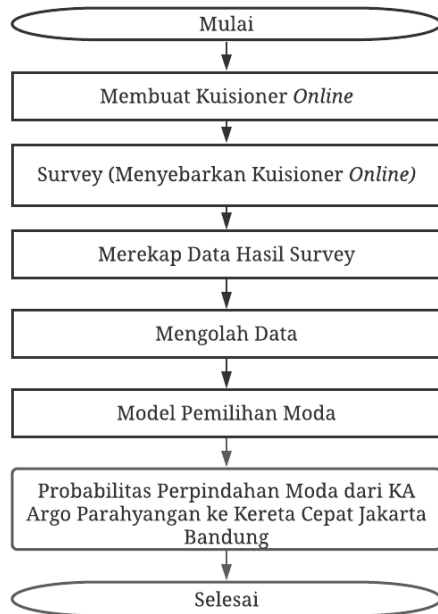 Mulai
Membuat Kuisioner Online
Survey (Menyebarkan Kuisioner Online)
Merekap Data Hasil Survey
Mengolah Data
Model Pemilihan Moda
Probabilitas Perpindahan Moda dari KA
Argo Parahyangan ke Kereta Cepat Jakarta
Bandung
Selesai